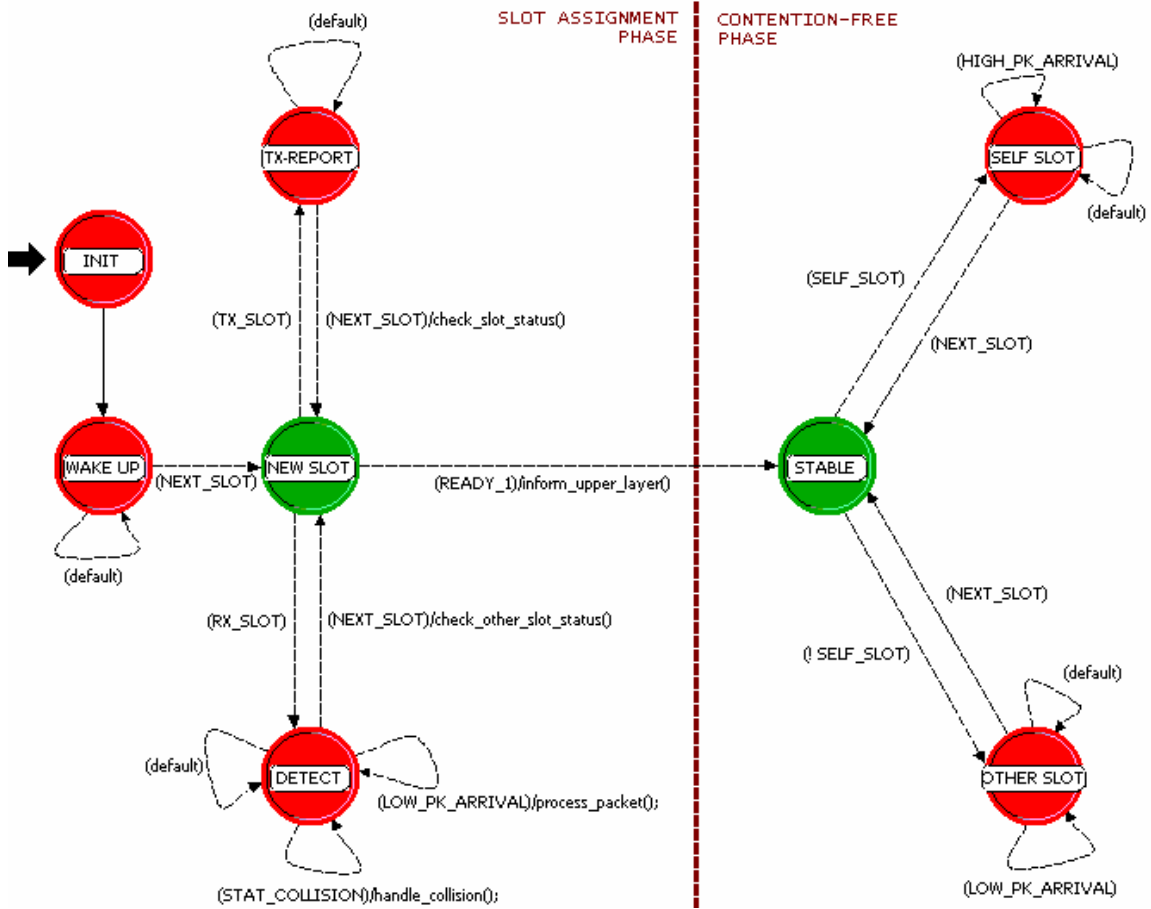 (default)
SLOT ASSIGNMENT
PHASE
CONTENTION-FREE
PHASE
(HIGH_PK_ARRIVAL)
TX-REPORT
SELF SLOT
(default)
INIT
(SELF_SLOT)
(TX_SLOT)
(NEXT_SLOT)/check_slot_status()
(NEXT_SLOT)
WAKE UP
(NEXT_SLOT)
NEW SLOT
(READY_1)/inform_upper_layer()
STABLE
(default)
(RX_SLOT)
(NEXT_SLOT)/check_other_slot_status()
(NEXT_SLOT)
(! SELF_SLOT)
(default)
(default)
DETECT
OTHER SLOT
(LOW_PK_ARRIVAL)/process_packet();
(STAT_COLLISION)/handle_collision();
(LOW_PK_ARRIVAL)